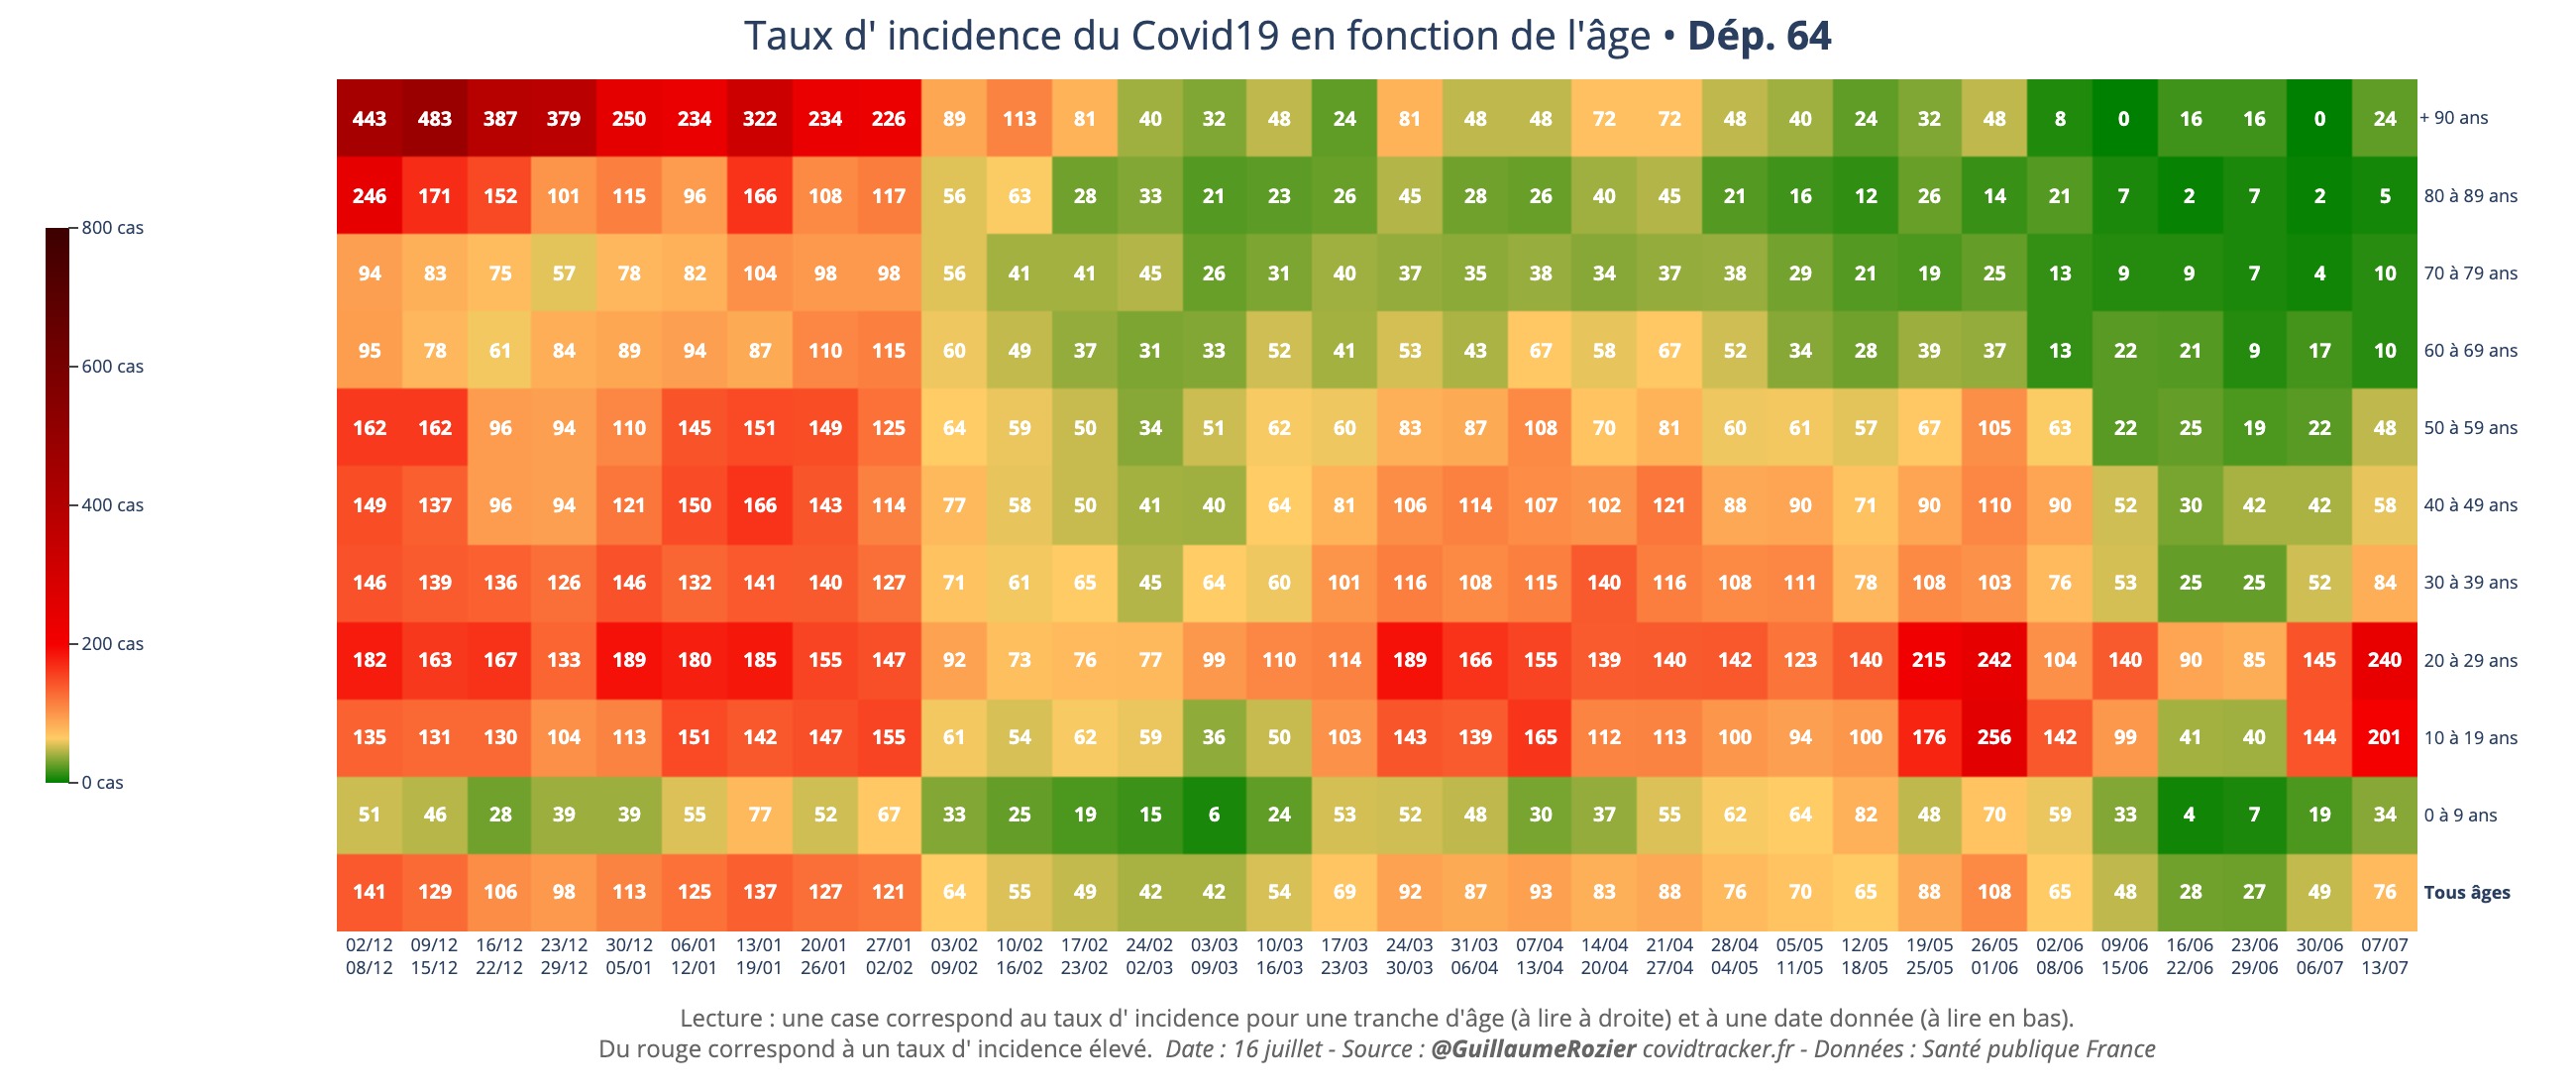 Taux d' incidence du Covid19 en fonction de l'âge • Dép. 64
800 cas
600 cas
400 cas
200 cas
0 cas
443 483 387 379 250 234 322 234 226 89 113 81 40 32 48 24 81 48 48 72 72 48 40 24 32 48 8 0 16 16 0 24 + 90 ans
246 171 152 101 115 96 166 108 117 56 63 28 33 21 23 26 45 28 26 40 45 21 16 12 26 14 21 7 2 7 2 5 80 à 89 ans
94 83 75 57 78 82 104 98 98 56 41 41 45 26 31 40 37 35 38 34 37 38 29 21 19 25 13 9 9 7 4 10 70 à 79 ans
95 78 61 84 89 94 87 110 115 60 49 37 31 33 52 41 53 43 67 58 67 52 34 28 39 37 13 22 21 9 17 10 60 à 69 ans
162 162 96 94 110 145 151 149 125 64 59 50 34 51 62 60 83 87 108 70 81 60 61 57 67 105 63 22 25 19 22 48 50 à 59 ans
149 137 96 94 121 150 166 143 114 77 58 50 41 40 64 81 106 114 107 102 121 88 90 71 90 110 90 52 30 42 42 58 40 à 49 ans
146 139 136 126 146 132 141 140 127 71 61 65 45 64 60 101 116 108 115 140 116 108 111 78 108 103 76 53 25 25 52 84 30 à 39 ans
182 163 167 133 189 180 185 155 147 92 73 76 77 99 110 114 189 166 155 139 140 142 123 140 215 242 104 140 90 85 145 240 20 à 29 ans
135 131 130 104 113 151 142 147 155 61 54 62 59 36 50 103 143 139 165 112 113 100 94 100 176 256 142 99 41 40 144 201 10 à 19 ans
51 46 28 39 39 55 77 52 67 33 25 19 15 6 24 53 52 48 30 37 55 62 64 82 48 70 59 33 4 7 19 34 0 à 9 ans
141 129 106 98 113 125 137 127 121 64 55 49 42 42 54 69 92 87 93 83 88 76 70 65 88 108 65 48 28 27 49 76 Tous âges
02/12 09/12 16/12 23/12 30/12 06/01 13/01 20/01 27/01 03/02 10/02 17/02 24/02 03/03 10/03 17/03 24/03 31/03 07/04 14/04 21/04 28/04 05/05 12/05 19/05 26/05 02/06 09/06 16/06 23/06 30/06 07/07
08/12 15/12 22/12 29/12 05/01 12/01 19/01 26/01 02/02 09/02 16/02 23/02 02/03 09/03 16/03 23/03 30/03 06/04 13/04 20/04 27/04 04/05 11/05 18/05 25/05 01/06 08/06 15/06 22/06 29/06 06/07 13/07
Lecture : une case correspond au taux d' incidence pour une tranche d'âge (à lire à droite) et à une date donnée (à lire en bas).
Du rouge correspond à un taux d' incidence élevé. Date : 16 juillet - Source : @GuillaumeRozier covidtracker.fr - Données : Santé publique France